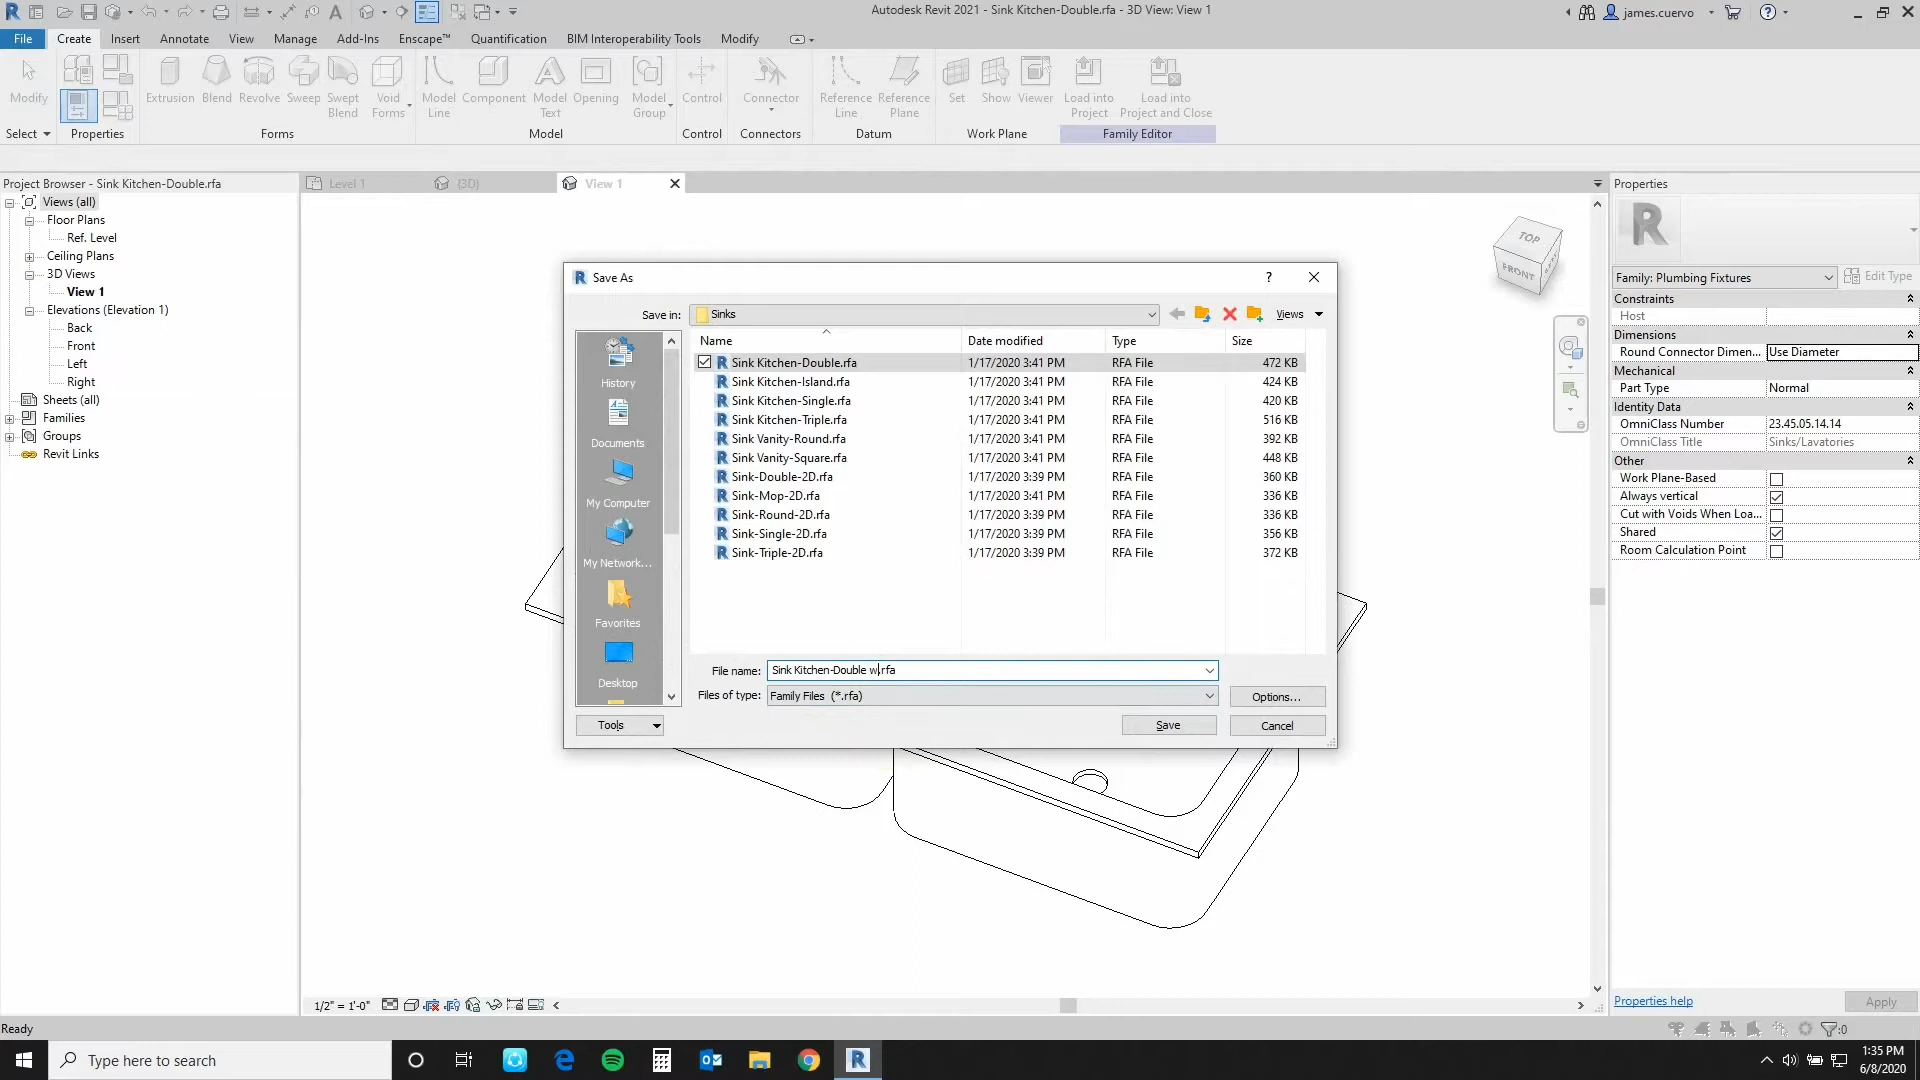 Autodesk Revit 2021 - Sink Kitchen-Double.rfa - 3D View: View 1
james.cuervo
File Create Insert Annotate View Manage Add-Ins Enscape™ Quantification BIM Interoperability Tools Modify
Modify
Extrusion Blend Revolve Sweep Swept Blend Void Forms
Model Line Component Model Text Opening Model Group
Control Connector
Reference Line Reference Plane
Set Show Viewer
Load into Project Load into Project and Close
Select Properties Forms Model Control Connectors Datum Work Plane Family Editor
Project Browser - Sink Kitchen-Double.rfa
Views (all)
Floor Plans
Ref. Level
Ceiling Plans
3D Views
View 1
Elevations (Elevation 1)
Back
Front
Left
Right
Sheets (all)
Families
Groups
Revit Links
Level 1 {3D} View 1
TOP
FRONT
Save As
?
Save in: Sinks Views
Name Date modified Type Size
Sink Kitchen-Double.rfa 1/17/2020 3:41 PM RFA File 472 KB
Sink Kitchen-Island.rfa 1/17/2020 3:41 PM RFA File 424 KB
Sink Kitchen-Single.rfa 1/17/2020 3:41 PM RFA File 420 KB
Sink Kitchen-Triple.rfa 1/17/2020 3:41 PM RFA File 516 KB
Sink Vanity-Round.rfa 1/17/2020 3:41 PM RFA File 392 KB
Sink Vanity-Square.rfa 1/17/2020 3:41 PM RFA File 448 KB
Sink-Double-2D.rfa 1/17/2020 3:39 PM RFA File 360 KB
Sink-Mop-2D.rfa 1/17/2020 3:41 PM RFA File 336 KB
Sink-Round-2D.rfa 1/17/2020 3:39 PM RFA File 336 KB
Sink-Single-2D.rfa 1/17/2020 3:39 PM RFA File 356 KB
Sink-Triple-2D.rfa 1/17/2020 3:39 PM RFA File 372 KB
History
Documents
My Computer
My Network...
Favorites
Desktop
File name: Sink Kitchen-Double w.rfa
Files of type: Family Files (*.rfa) Options...
Tools Save Cancel
Properties
R
Family: Plumbing Fixtures Edit Type
Constraints
Host
Dimensions
Round Connector Dimen... Use Diameter
Mechanical
Part Type Normal
Identity Data
OmniClass Number 23.45.05.14.14
OmniClass Title Sinks/Lavatories
Other
Work Plane-Based
Always vertical
Cut with Voids When Loa...
Shared
Room Calculation Point
Properties help Apply
1/2" = 1'-0"
Ready
:0
Type here to search
1:35 PM
6/8/2020